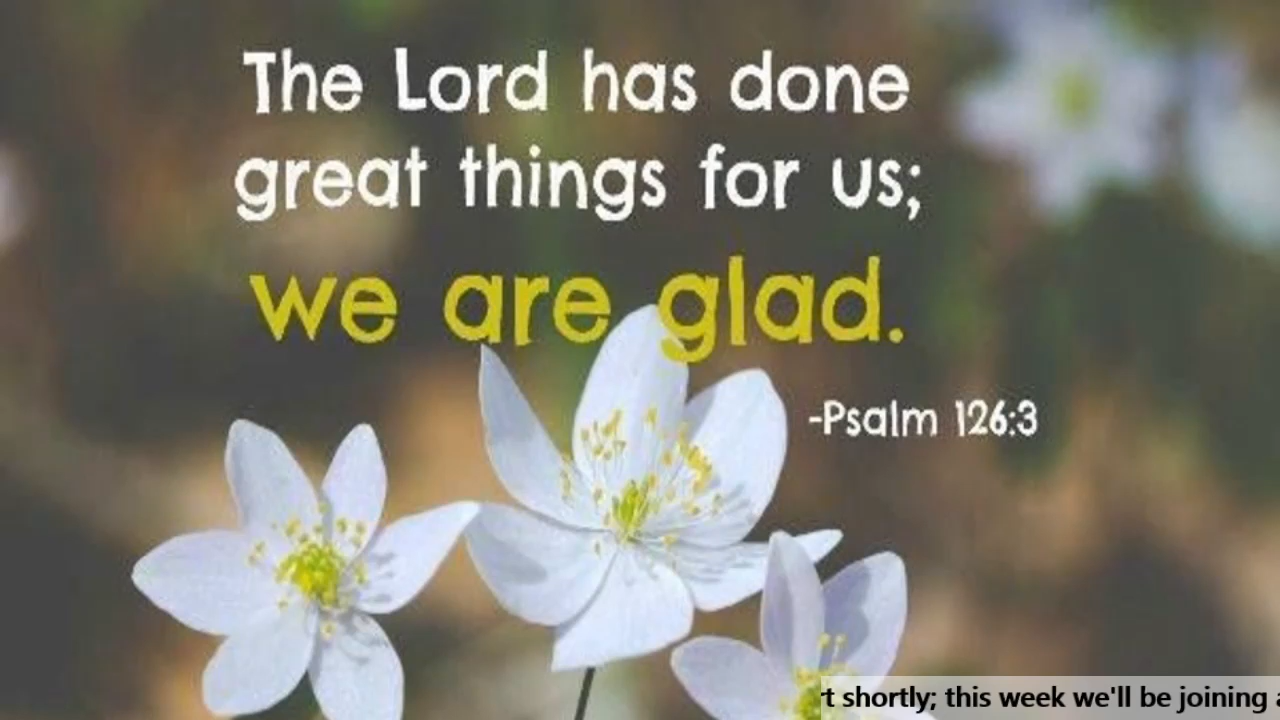 The Lord has done
great things for us;
we are glad.
-Psalm 126:3
shortly; this week we'll be joining